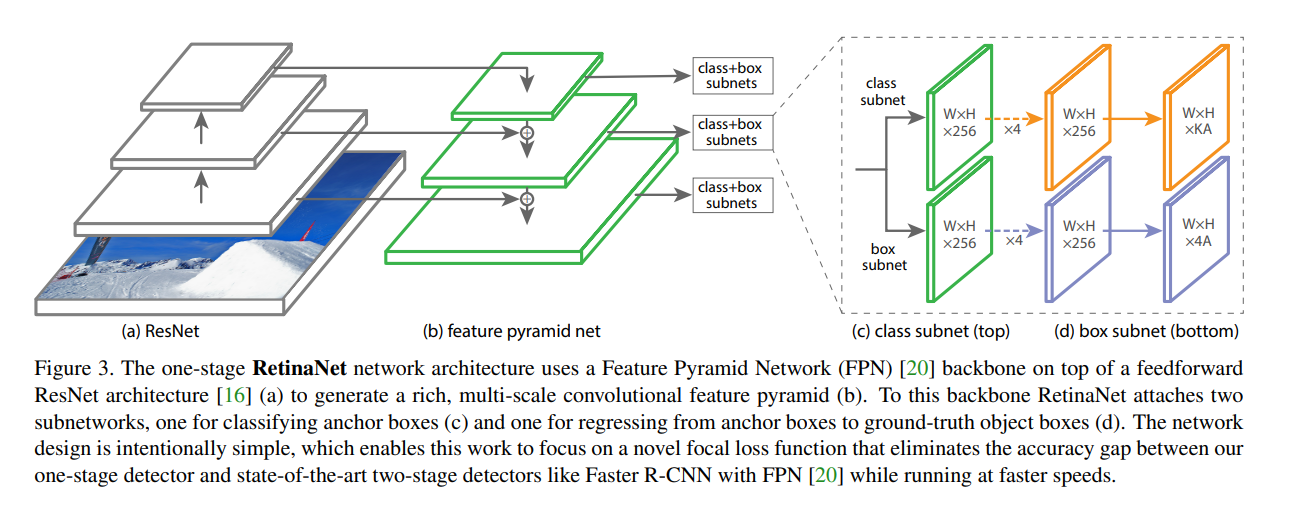 class+box
subnets
class+box
subnets
class+box
subnets
class
subnet
W×H
×256
×4
W×H
×256
W×H
×KA
box
subnet
W×H
×256
×4
W×H
×256
W×H
×4A
(a) ResNet
(b) feature pyramid net
(c) class subnet (top)
(d) box subnet (bottom)
Figure 3. The one-stage RetinaNet network architecture uses a Feature Pyramid Network (FPN) [20] backbone on top of a feedforward
ResNet architecture [16] (a) to generate a rich, multi-scale convolutional feature pyramid (b). To this backbone RetinaNet attaches two
subnetworks, one for classifying anchor boxes (c) and one for regressing from anchor boxes to ground-truth object boxes (d). The network
design is intentionally simple, which enables this work to focus on a novel focal loss function that eliminates the accuracy gap between our
one-stage detector and state-of-the-art two-stage detectors like Faster R-CNN with FPN [20] while running at faster speeds.